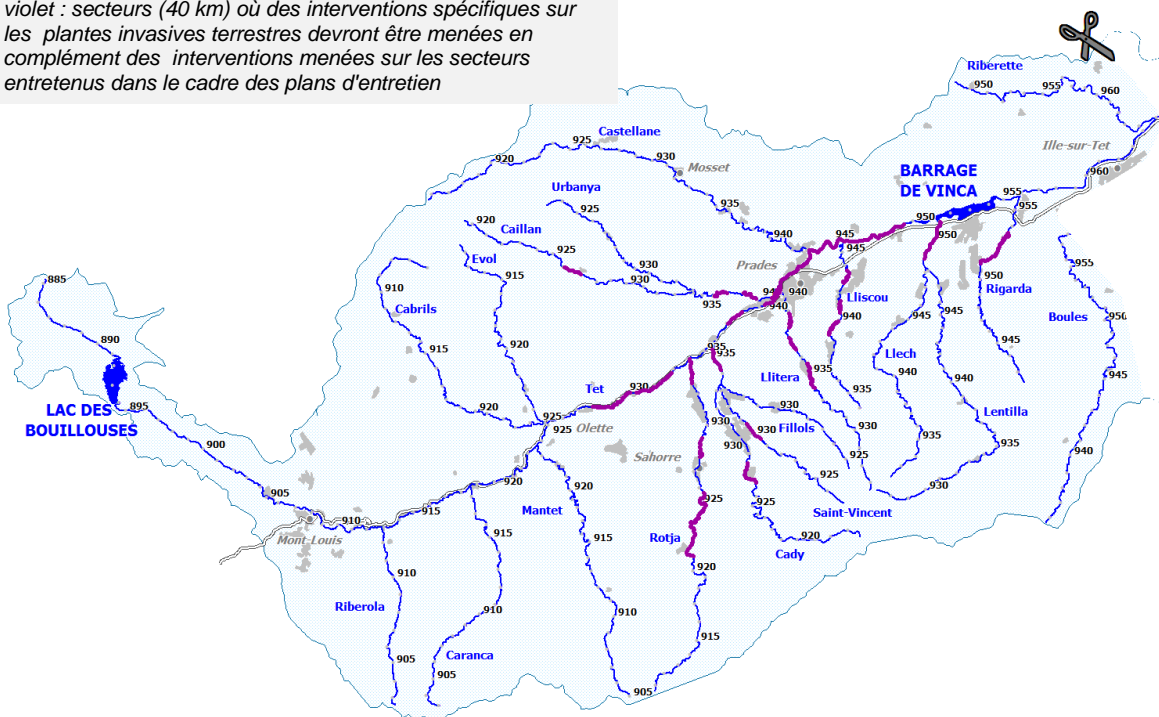 violet : secteurs (40 km) où des interventions spécifiques sur
les plantes invasives terrestres devront être menées en
complément des interventions menées sur les secteurs
entretenus dans le cadre des plans d'entretien
Riberette
950
955
960
Castellane
925
920
930
Mosset
Ille-sur-Tet
960
BARRAGE
DE VINCA
955
955
950
950
Urbanya
925
935
940
945
945
920
Caillan
925
930
930
Evol
915
Prades
940
940
940
935
Lliscou
940
950
Rigarda
955
Boules
950
885
910
Cabrils
915
920
920
890
LAC DES
BOUILLOUSES
895
900
905
Mont-Louis
910
915
Tet
930
925
925
Olette
920
935
935
Llitera
935
935
945
945
Llech
940
940
945
945
Lentilla
935
935
940
930
Fillols
930
930
930
930
925
925
930
Sahorre
925
925
Saint-Vincent
920
Cady
Mantet
920
915
910
905
Rotja
920
915
915
910
Caranca
905
910
Riberola
905